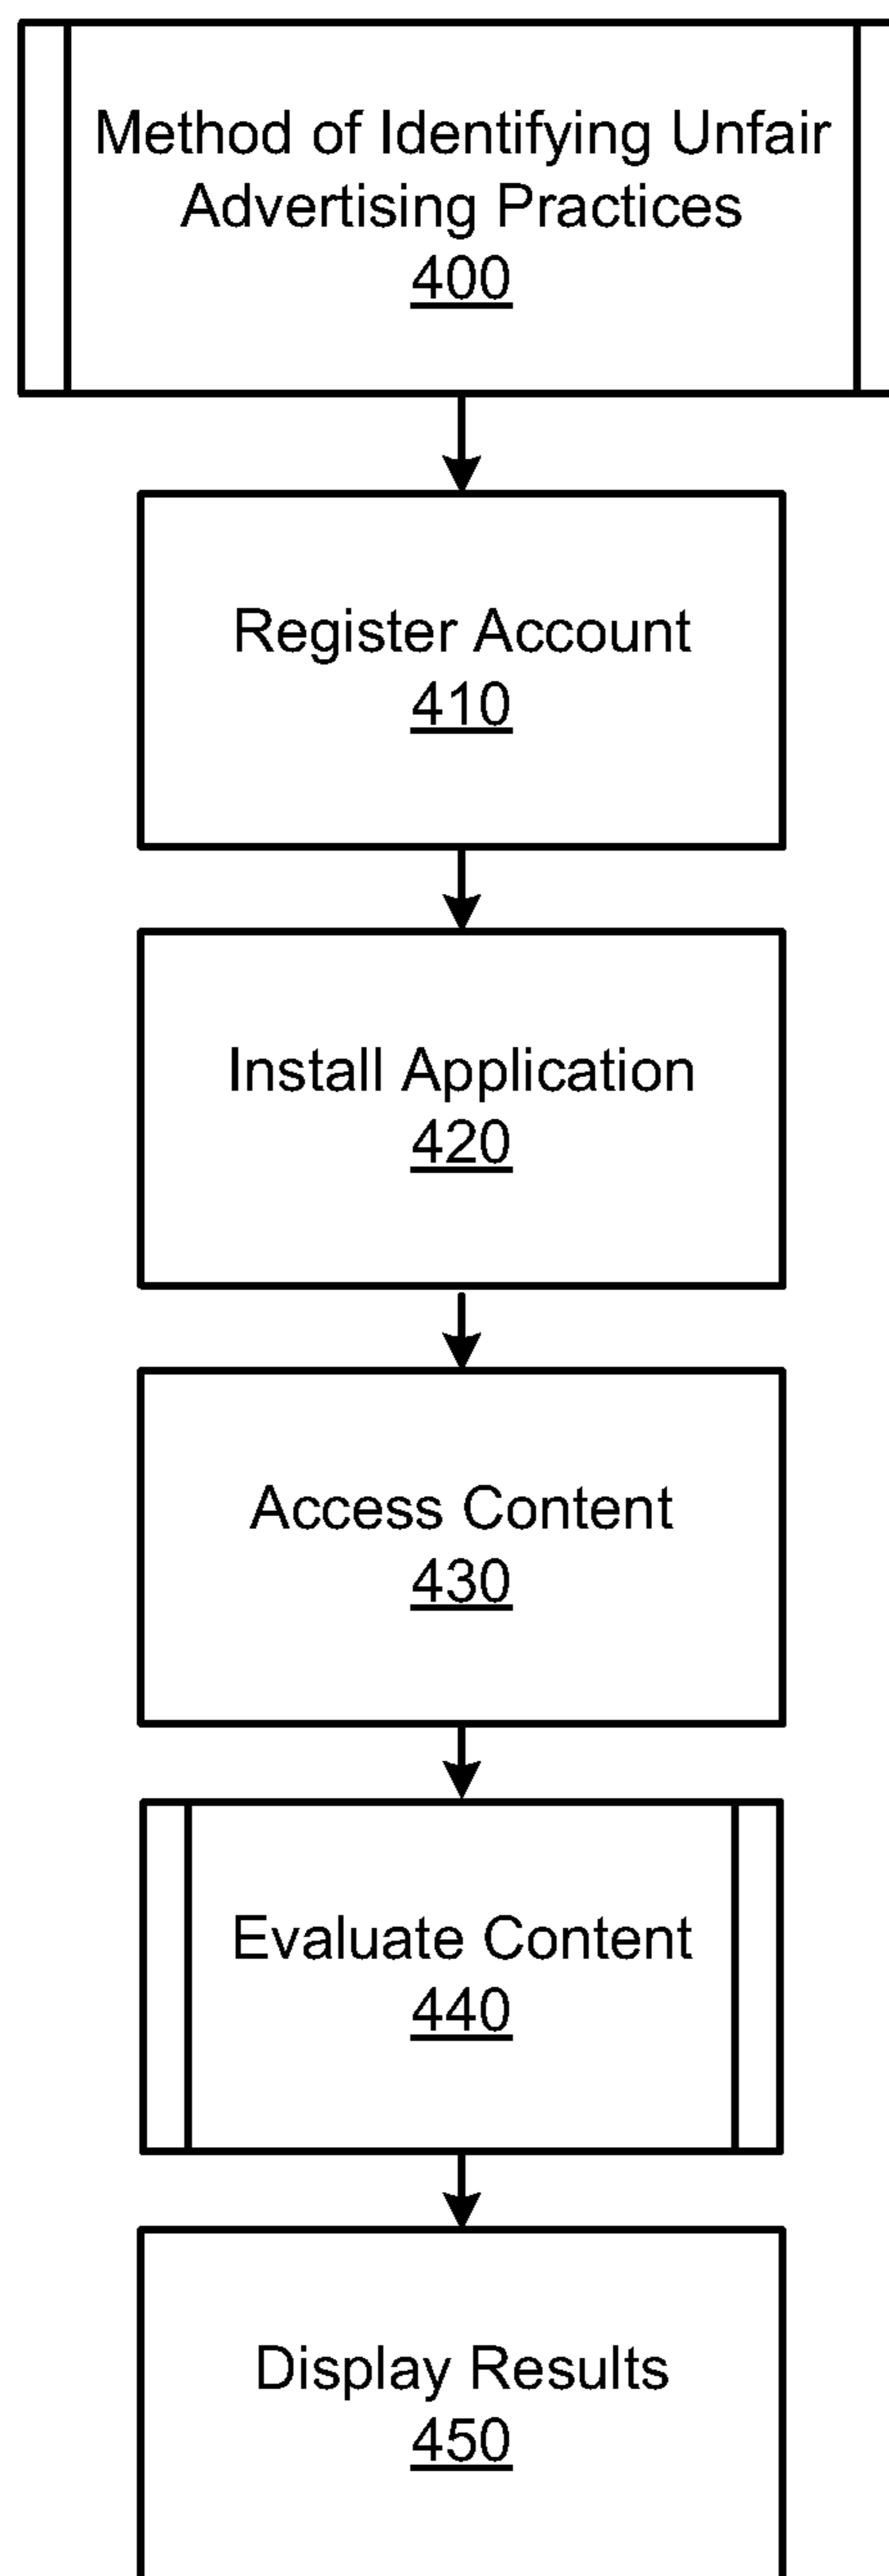 Method of Identifying Unfair
Advertising Practices
400
Register Account
410
Install Application
420
Access Content
430
Evaluate Content
440
Display Results
450